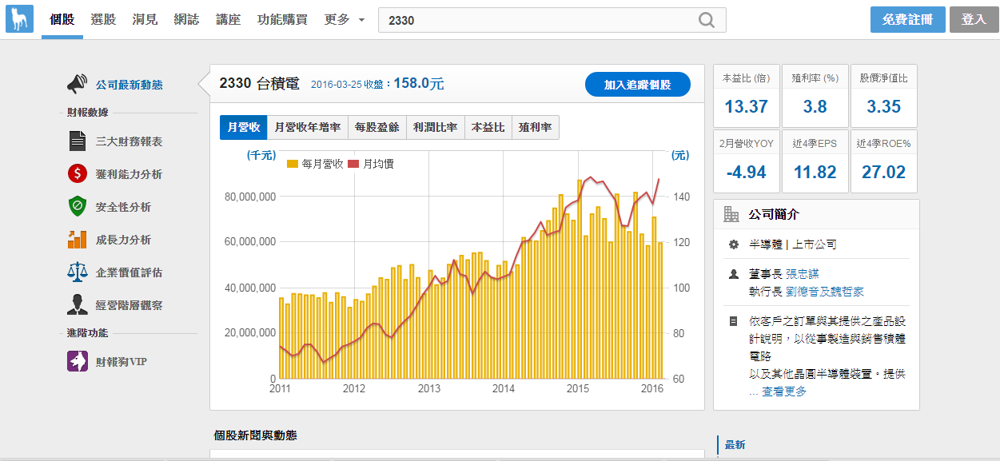 個股 選股 洞見 網誌 講座 功能購買 更多
2330
免費註冊 登入
公司最新動態
財報數據
三大財務報表
獲利能力分析
安全性分析
成長力分析
企業價值評估
經營階層觀察
進階功能
財報狗VIP
2330 台積電 2016-03-25 收盤：158.0元
加入追蹤個股
月營收 月營收年增率 每股盈餘 利潤比率 本益比 殖利率
(千元) (元)
每月營收 月均價
80,000,000 140
60,000,000 120
40,000,000 100
20,000,000 80
0 60
2011 2012 2013 2014 2015 2016
個股新聞與動態
本益比 (倍) 殖利率 (%) 股價淨值比
13.37 3.8 3.35
2月營收YOY 近4季EPS 近4季ROE%
-4.94 11.82 27.02
公司簡介
半導體 | 上市公司
董事長 張忠謀
執行長 劉德音及魏哲家
依客戶之訂單與其提供之產品設
計說明，以從事製造與銷售積體
電路
以及其他晶圓半導體裝置。提供
... 查看更多
最新